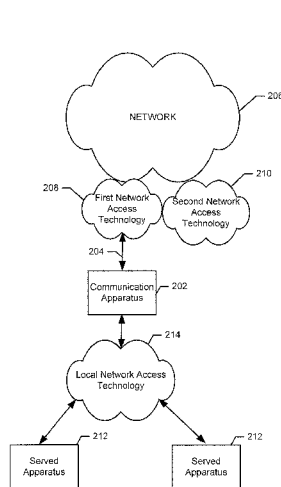 206
NETWORK
210
208
First Network
Access
Technology
Second Network
Access
Technology
204
Communication
Apparatus
202
214
Local Network Access
Technology
212
212
Served
Apparatus
Served
Apparatus